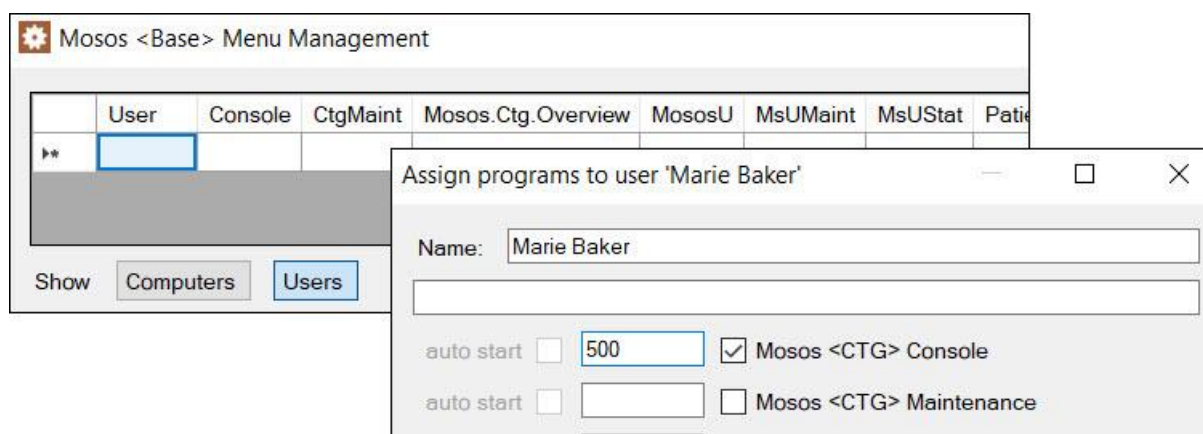 Mosos <Base> Menu Management
User Console CtgMaint Mosos.Ctg.Overview MososU MsUMaint MsUStat
Assign programs to user 'Marie Baker'
Name: Marie Baker
Show Computers Users
auto start 500 Mosos <CTG> Console
auto start Mosos <CTG> Maintenance